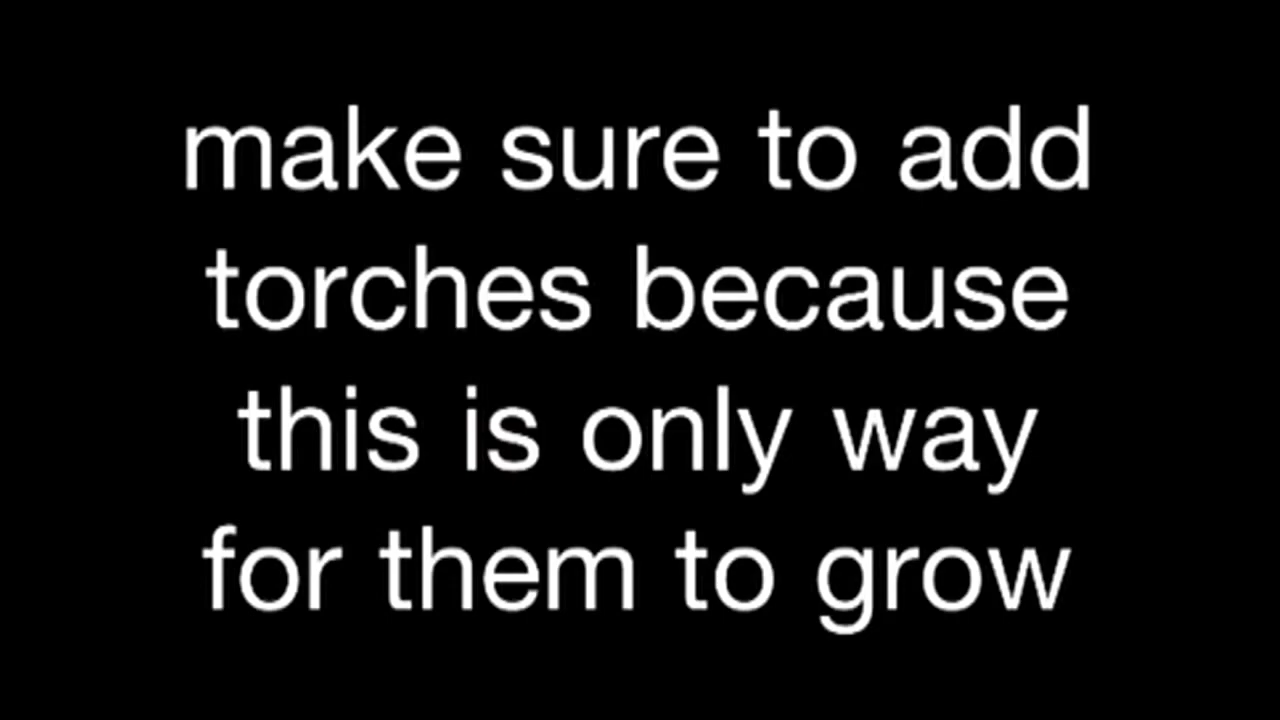 make sure to add
torches because
this is only way
for them to grow